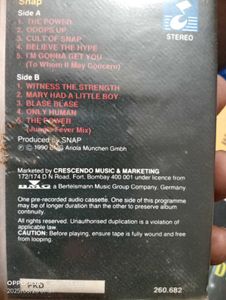 Snap
Side A
1. THE POWER
2. OOOPS UP
3. CULT OF SNAP
4. BELIEVE THE HYPE
5. I'M GONNA GET YOU
(To Whom It May Concern)
STEREO
Side B
1. WITNESS THE STRENGTH
2. MARY HAD A LITTLE BOY
3. BLASE BLASE
4. ONLY HUMAN
5. THE POWER
(Jungle Fever Mix)
Produced by SNAP
℗ © 1990 BMG Ariola Munchen Gmbh
Marketed by CRESCENDO MUSIC & MARKETING
172/174 D N Road, Fort, Bombay 400 001 under licence from
BMG a Bertelsmann Music Group Company, Germany
One pre-recorded audio cassette. One side of this programme
may be of longer duration than the other to preserve album
continuity.
All rights reserved. Unauthorised duplication is a violation of
applicable law.
CAUTION: Before playing, ensure tape is fully wound and free
from looping.
260.682
OPPO